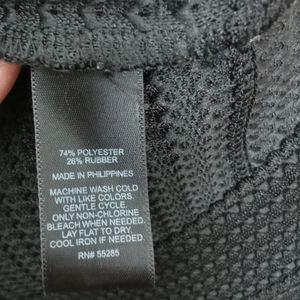 74% POLYESTER
26% RUBBER
MADE IN PHILIPPINES
MACHINE WASH COLD
WITH LIKE COLORS.
GENTLE CYCLE.
ONLY NON-CHLORINE
BLEACH WHEN NEEDED.
LAY FLAT TO DRY.
COOL IRON IF NEEDED.
RN# 55285